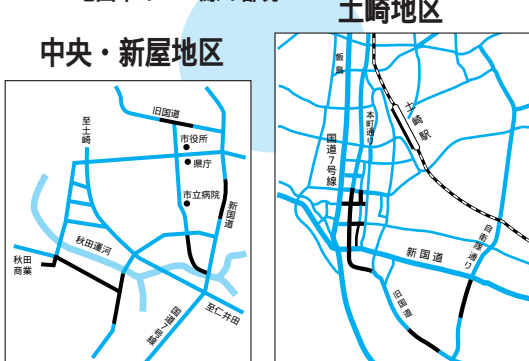 土崎地区
中央・新屋地区
旧国道
至土崎
市役所
県庁
市立病院
新国道
秋田運河
秋田
商業
国道7号線
至仁井田
飯島
土崎駅
本町通り
国道7号線
自衛隊通り
新国道
旧国道